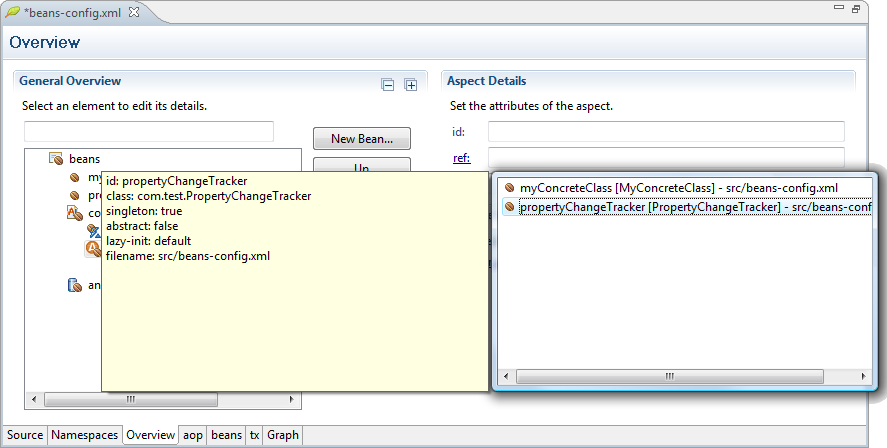 *beans-config.xml
Overview
General Overview
Select an element to edit its details.
New Bean...
Up
beans
my
pro
co
an
id: propertyChangeTracker
class: com.test.PropertyChangeTracker
singleton: true
abstract: false
lazy-init: default
filename: src/beans-config.xml
Aspect Details
Set the attributes of the aspect.
id:
ref:
myConcreteClass [MyConcreteClass] - src/beans-config.xml
propertyChangeTracker [PropertyChangeTracker] - src/beans-conf
Source Namespaces Overview aop beans tx Graph